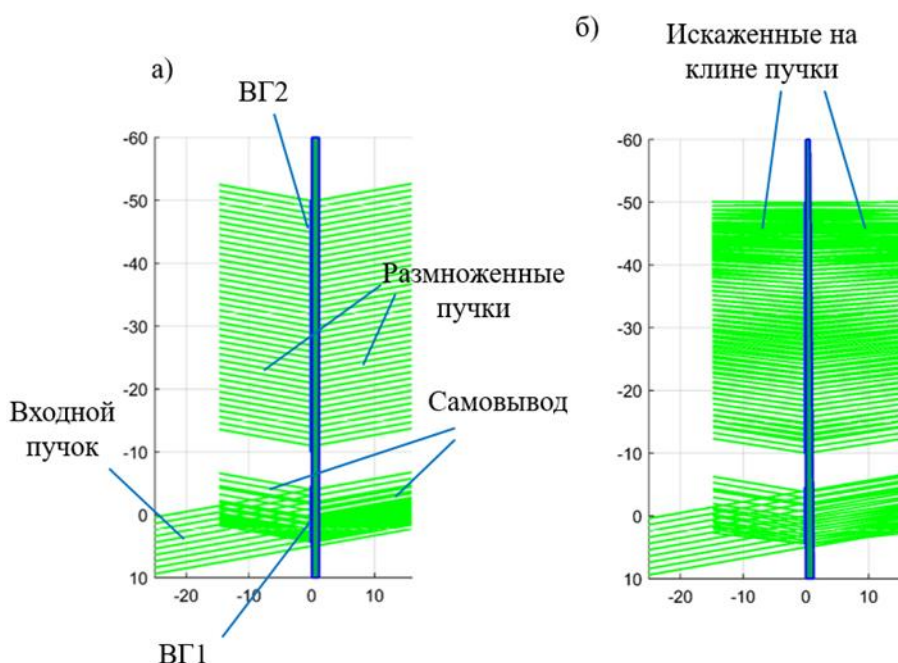 а)
ВГ2
б)
Искаженные на
клине пучки
-60
-50
-40
-30
-20
-10
0
10
-20
-10
0
10
Размноженные
пучки
Входной
пучок
Самовывод
ВГ1
-60
-50
-40
-30
-20
-10
0
10
-20
-10
0
10